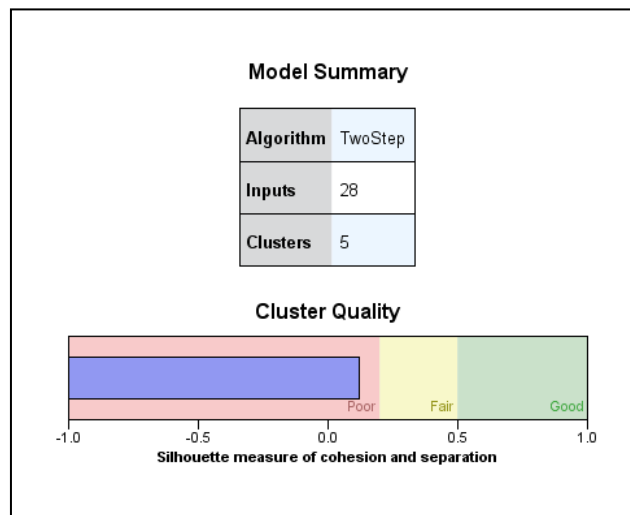 Model Summary
Algorithm TwoStep
Inputs 28
Clusters 5
Cluster Quality
Poor Fair Good
-1.0 -0.5 0.0 0.5 1.0
Silhouette measure of cohesion and separation